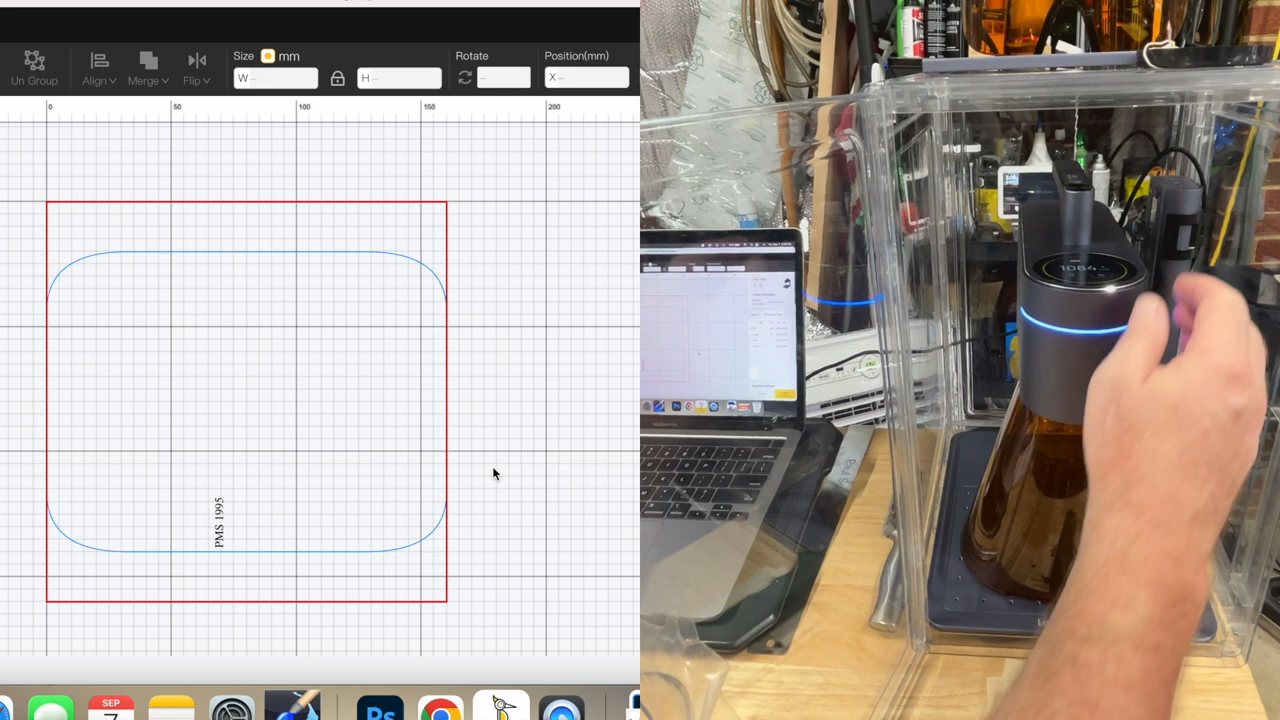 Size mm Rotate Position(mm)
Un Group Align Merge Flip W H X
0 50 100 150 200
PMS 1995
SEP
7
Ps
1064